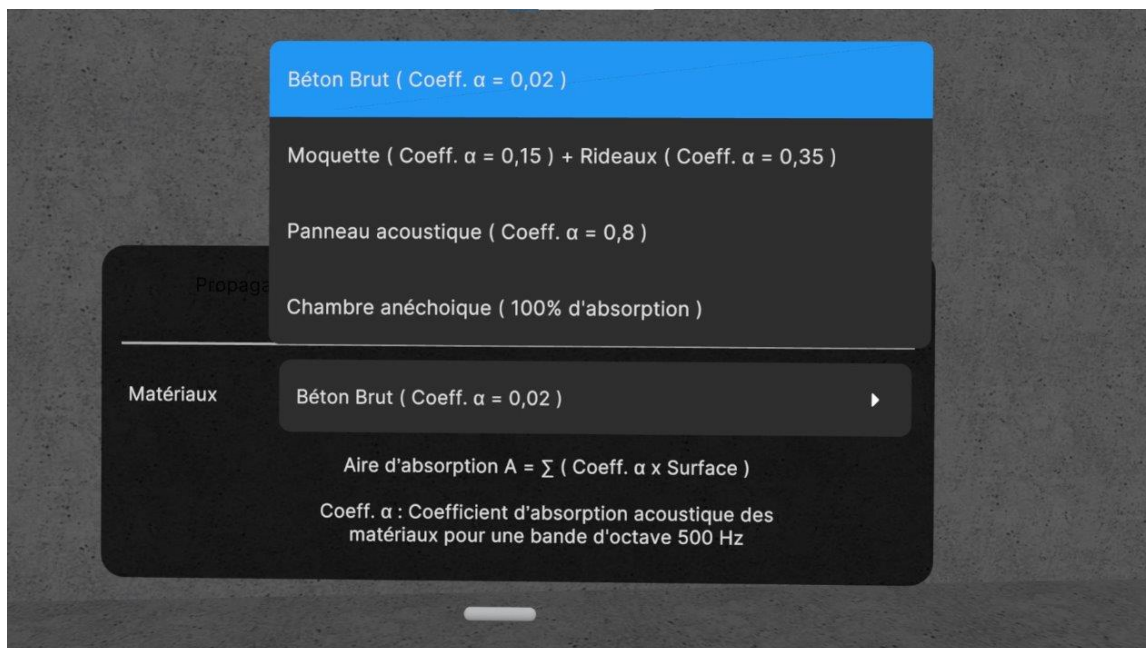 Béton Brut ( Coeff. α = 0,02 )
Moquette ( Coeff. α = 0,15 ) + Rideaux ( Coeff. α = 0,35 )
Panneau acoustique ( Coeff. α = 0,8 )
Chambre anéchoique ( 100% d'absorption )
Propaga
Matériaux
Béton Brut ( Coeff. α = 0,02 )
Aire d'absorption A = ∑ ( Coeff. α x Surface )
Coeff. α : Coefficient d'absorption acoustique des
matériaux pour une bande d'octave 500 Hz